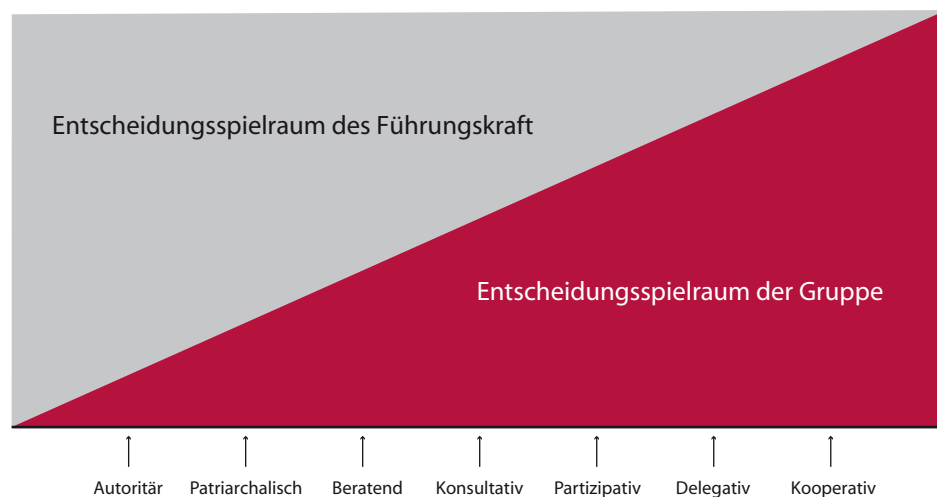 Entscheidungsspielraum des Führungskraft
Entscheidungsspielraum der Gruppe
Autoritär Patriarchalisch Beratend Konsultativ Partizipativ Delegativ Kooperativ